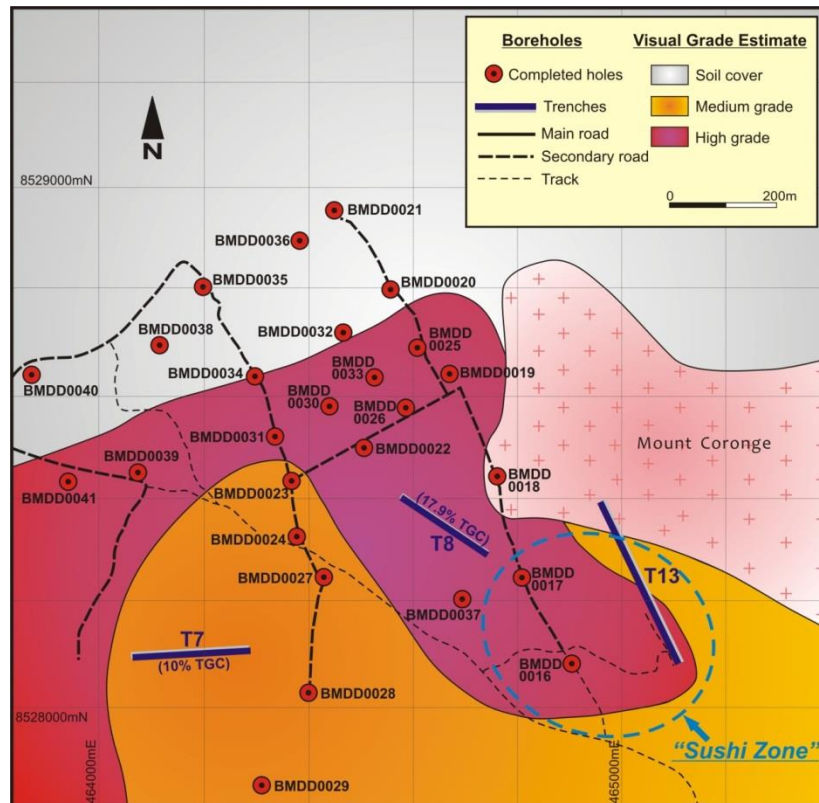 Boreholes
Visual Grade Estimate
Completed holes
Soil cover
Trenches
Medium grade
Main road
High grade
Secondary road
Track
0
200m
N
8529000mN
BMDD0021
BMDD0036
BMDD0035
BMDD0020
BMDD0038
BMDD0032
BMDD
0025
BMDD0040
BMDD0034
BMDD
0033
BMDD0019
BMDD
0030
BMDD
0026
BMDD0031
BMDD0022
Mount Coronge
BMDD0039
BMDD0041
BMDD0023
BMDD
0018
(17.9% TGC)
T8
BMDD0024
BMDD0027
BMDD
0017
T13
BMDD0037
T7
(10% TGC)
BMDD
0016
BMDD0028
8528000mN
"Sushi Zone"
BMDD0029
464000mE
465000mE